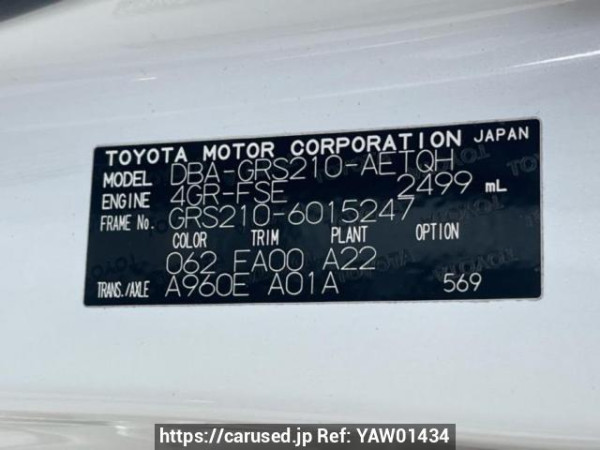 TOYOTA MOTOR CORPORATION JAPAN
MODEL DBA-GRS210-AETQH
ENGINE 4GR-FSE 2499 mL
FRAME No. GRS210-6015247
COLOR TRIM PLANT OPTION
062 FA00 A22
TRANS./AXLE A960E A01A 569
https://carused.jp Ref: YAW01434